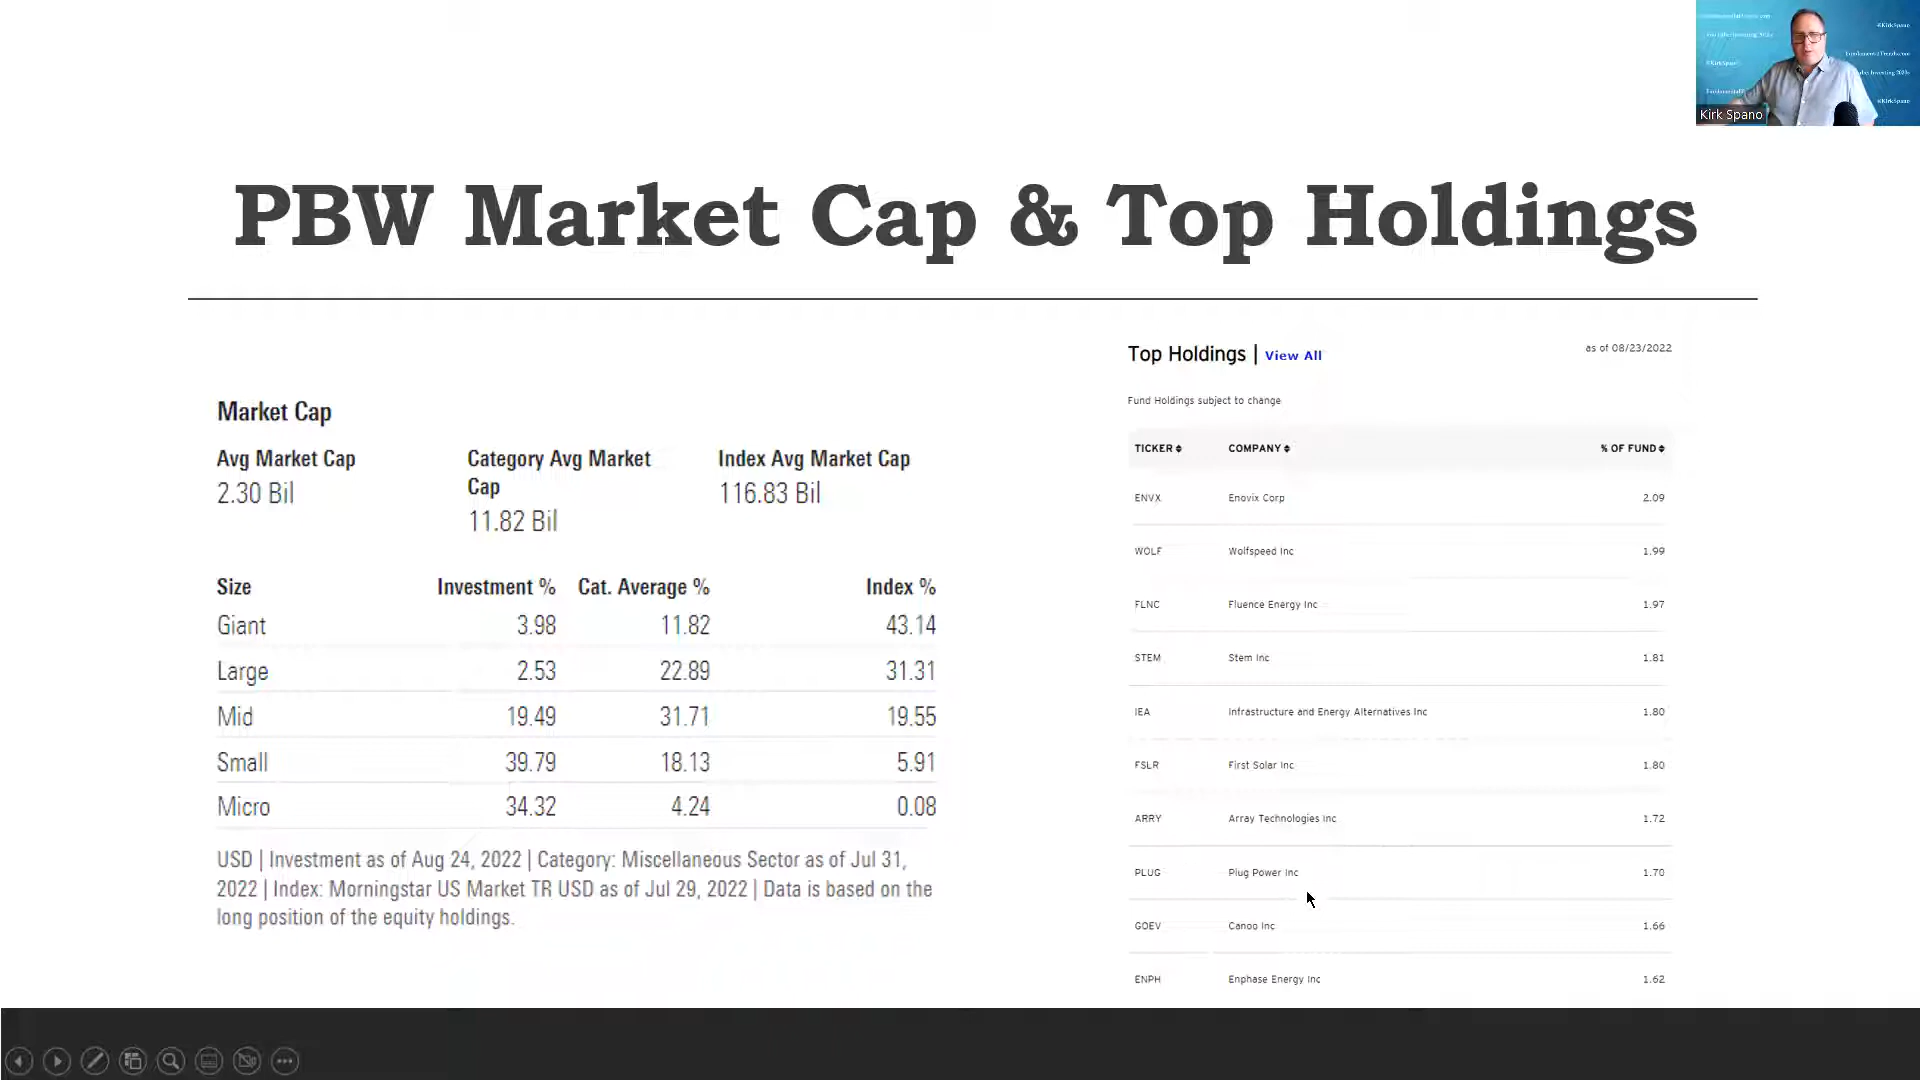 Kirk Spano
PBW Market Cap & Top Holdings
Market Cap
Avg Market Cap
2.30 Bil
Category Avg Market
Cap
11.82 Bil
Index Avg Market Cap
116.83 Bil
Size Investment % Cat. Average % Index %
Giant 3.98 11.82 43.14
Large 2.53 22.89 31.31
Mid 19.49 31.71 19.55
Small 39.79 18.13 5.91
Micro 34.32 4.24 0.08
USD | Investment as of Aug 24, 2022 | Category: Miscellaneous Sector as of Jul 31,
2022 | Index: Morningstar US Market TR USD as of Jul 29, 2022 | Data is based on the
long position of the equity holdings.
Top Holdings | View All as of 08/23/2022
Fund Holdings subject to change
TICKER COMPANY % OF FUND
ENVX Enovix Corp 2.09
WOLF Wolfspeed Inc 1.99
FLNC Fluence Energy Inc 1.97
STEM Stem Inc 1.81
IEA Infrastructure and Energy Alternatives Inc 1.80
FSLR First Solar Inc 1.80
ARRY Array Technologies Inc 1.72
PLUG Plug Power Inc 1.70
GOEV Canoo Inc 1.66
ENPH Enphase Energy Inc 1.62